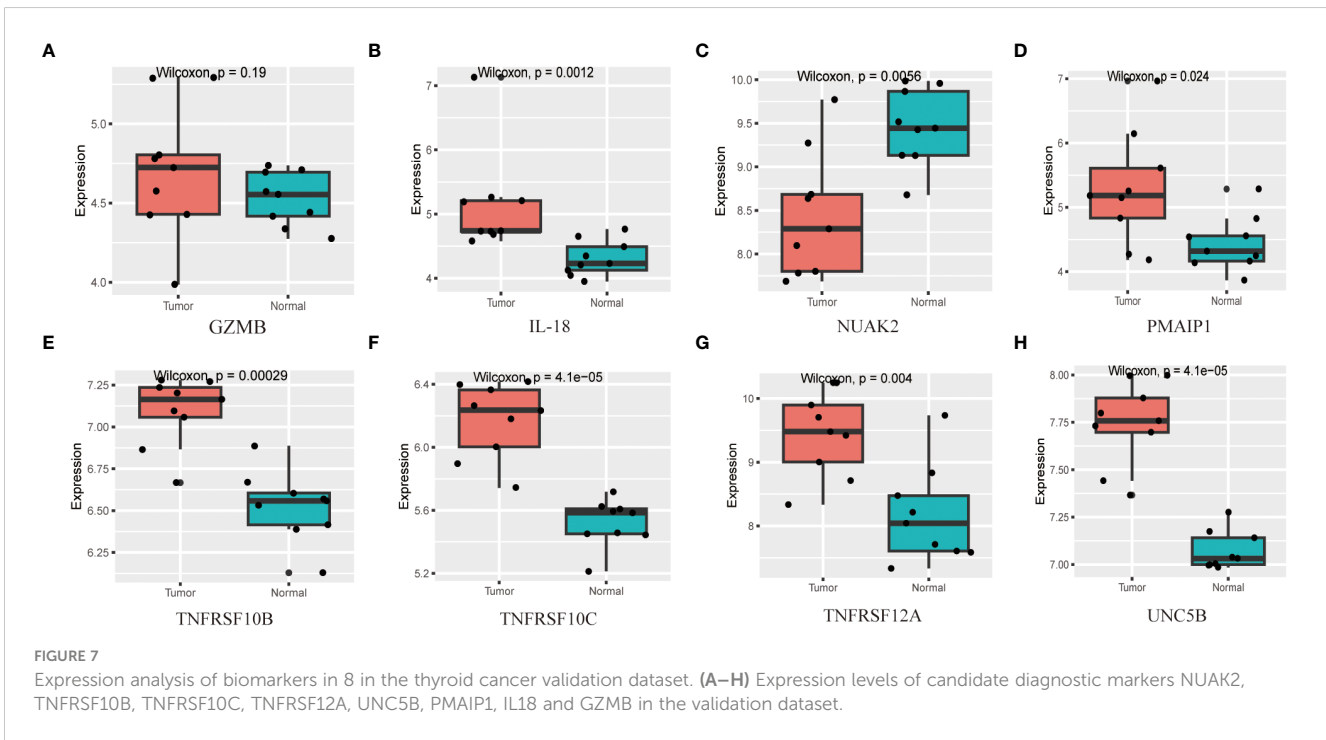 A
Wilcoxon, p = 0.19
Expression
5.0
4.5
4.0
Tumor
Normal
GZMB
B
Wilcoxon, p = 0.0012
Expression
7
6
5
4
Tumor
Normal
IL-18
C
Wilcoxon, p = 0.0056
Expression
10.0
9.5
9.0
8.5
8.0
Tumor
Normal
NUAK2
D
Wilcoxon, p = 0.024
Expression
7
6
5
4
Tumor
Normal
PMAIP1
E
Wilcoxon, p = 0.00029
Expression
7.25
7.00
6.75
6.50
6.25
Tumor
Normal
TNFRSF10B
F
Wilcoxon, p = 4.1e−05
Expression
6.4
6.0
5.6
5.2
Tumor
Normal
TNFRSF10C
G
Wilcoxon, p = 0.004
Expression
10
9
8
Tumor
Normal
TNFRSF12A
H
Wilcoxon, p = 4.1e−05
Expression
8.00
7.75
7.50
7.25
7.00
Tumor
Normal
UNC5B
FIGURE 7
Expression analysis of biomarkers in 8 in the thyroid cancer validation dataset. (A–H) Expression levels of candidate diagnostic markers NUAK2,
TNFRSF10B, TNFRSF10C, TNFRSF12A, UNC5B, PMAIP1, IL18 and GZMB in the validation dataset.